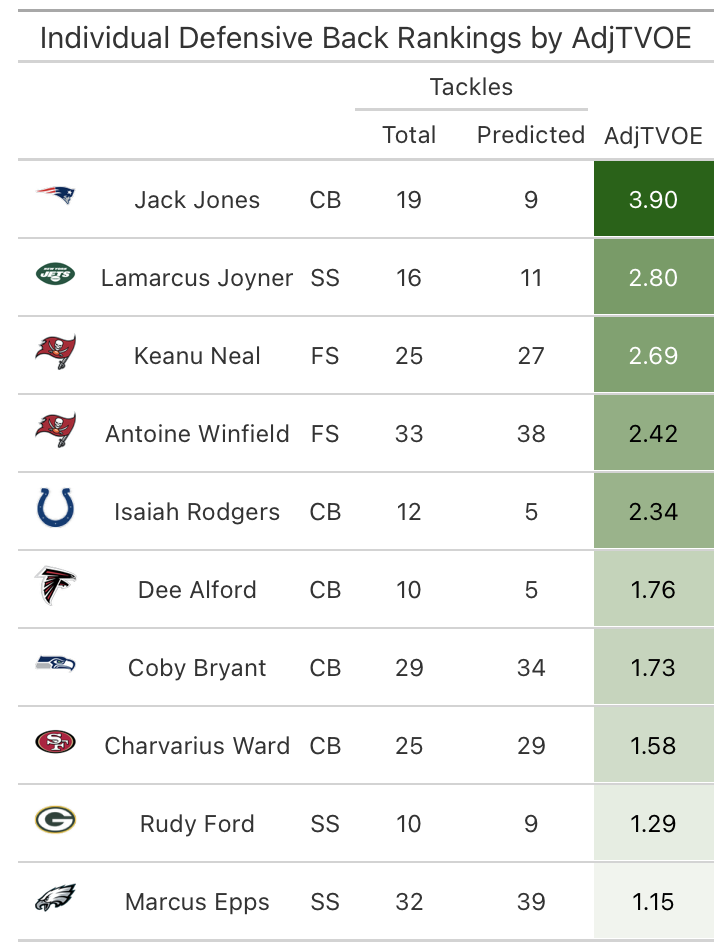 Individual Defensive Back Rankings by AdjTVOE
Tackles
Total Predicted AdjTVOE
Jack Jones CB 19 9 3.90
NEW YORK JETS Lamarcus Joyner SS 16 11 2.80
Keanu Neal FS 25 27 2.69
Antoine Winfield FS 33 38 2.42
Isaiah Rodgers CB 12 5 2.34
Dee Alford CB 10 5 1.76
Coby Bryant CB 29 34 1.73
SF Charvarius Ward CB 25 29 1.58
G Rudy Ford SS 10 9 1.29
Marcus Epps SS 32 39 1.15